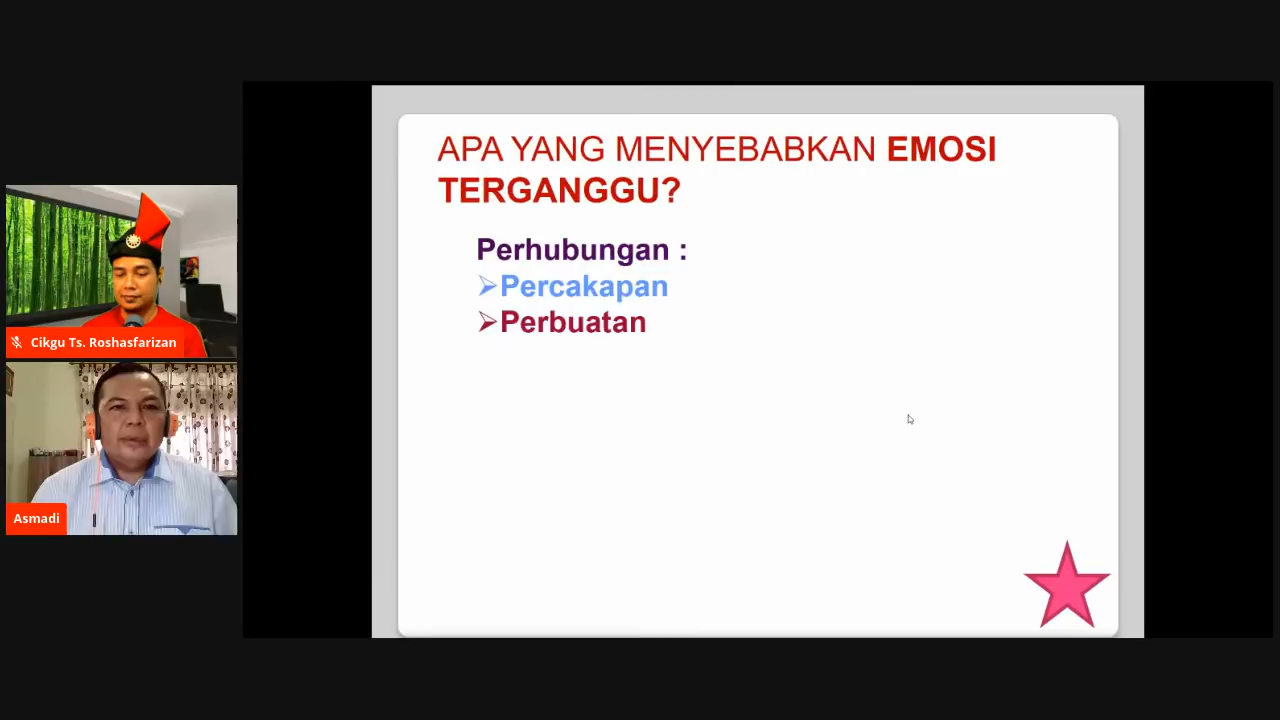 APA YANG MENYEBABKAN EMOSI
TERGANGGU?
Perhubungan :
➢Percakapan
➢Perbuatan
Cikgu Ts. Roshasfarizan
Asmadi